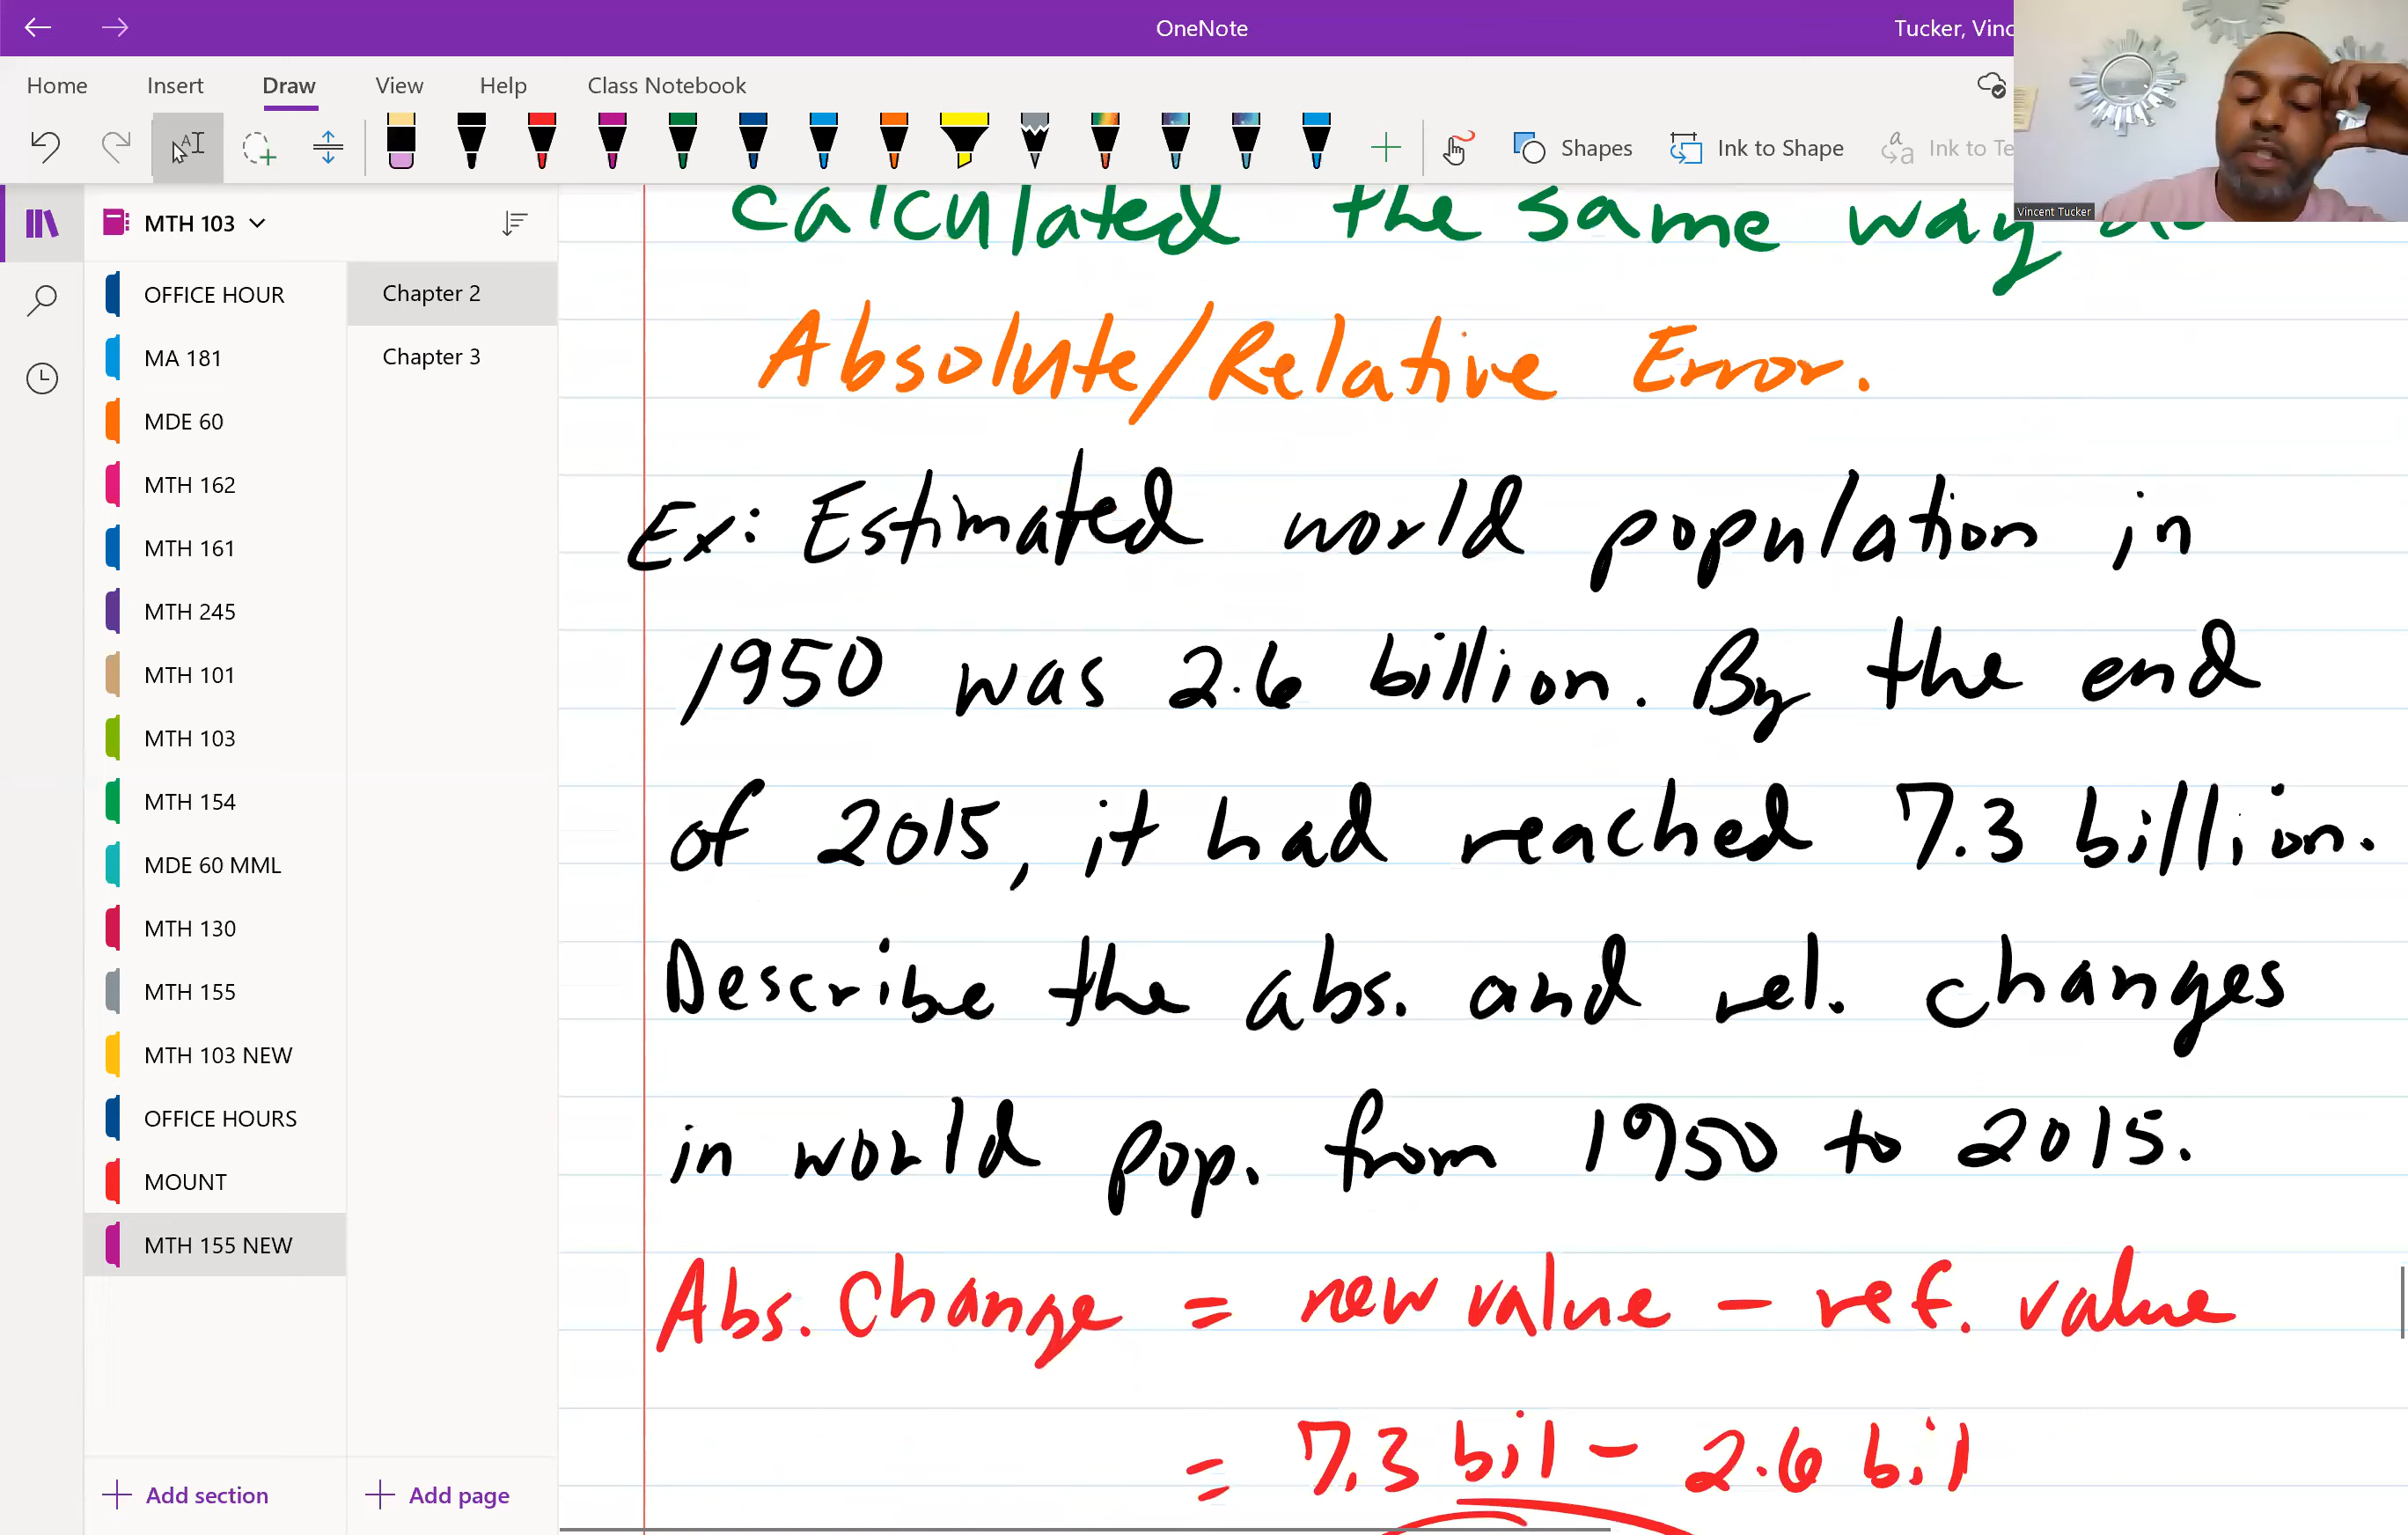 OneNote
Tucker, Vinc
Home Insert Draw View Help Class Notebook
Shapes Ink to Shape Ink to Te
Vincent Tucker
MTH 103
OFFICE HOUR
MA 181
MDE 60
MTH 162
MTH 161
MTH 245
MTH 101
MTH 103
MTH 154
MDE 60 MML
MTH 130
MTH 155
MTH 103 NEW
OFFICE HOURS
MOUNT
MTH 155 NEW
Add section
Chapter 2
Chapter 3
Add page
Calculated the same way
Absolute/Relative Error.
Ex: Estimated world population in
1950 was 2.6 billion. By the end
of 2015, it had reached 7.3 billion.
Describe the abs. and rel. changes
in world pop. from 1950 to 2015.
Abs. Change = new value - ref. value
= 7.3 bil - 2.6 bil